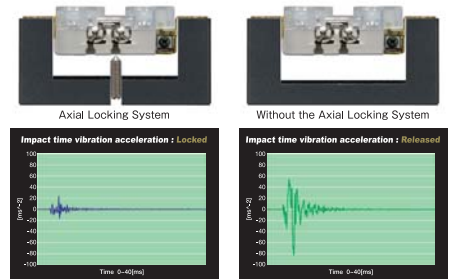 Axial Locking System
Without the Axial Locking System
Impact time vibration acceleration : Locked
100
80
60
40
20
0
-20
-40
-60
-80
-100
[ms^-2]
Time 0-40[ms]
Impact time vibration acceleration : Released
100
80
60
40
20
0
-20
-40
-60
-80
-100
[ms^-2]
Time 0-40[ms]